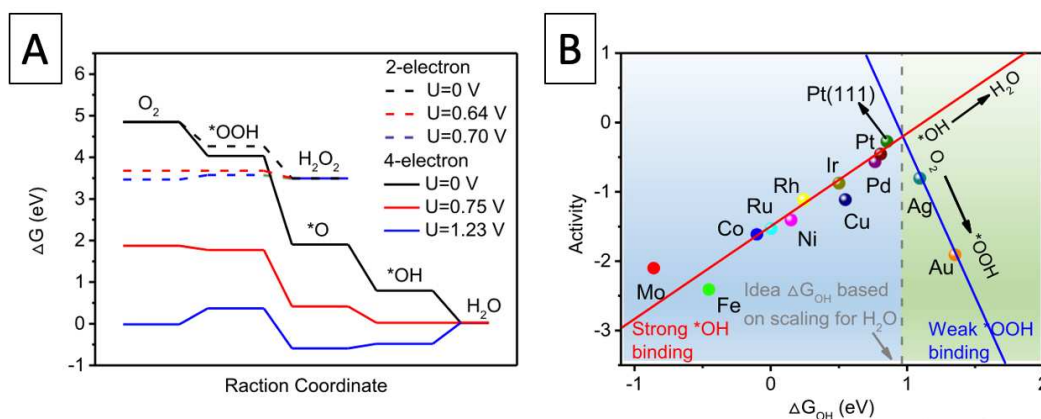 A
ΔG (eV)
6
5
4
3
2
1
0
-1
O2
*OOH
H2O2
*O
*OH
H2O
2-electron
U=0 V
U=0.64 V
U=0.70 V
4-electron
U=0 V
U=0.75 V
U=1.23 V
Raction Coordinate
B
Activity
1
0
-1
-2
-3
Pt(111)
Pt
Pd
Ir
Cu
Rh
Ru
Ni
Co
Fe
Mo
Ag
Au
*OH
H2O
O2
*OOH
Strong *OH
binding
Idea ΔGOH based
on scaling for H2O
Weak *OOH
binding
-1
0
1
2
ΔGOH (eV)